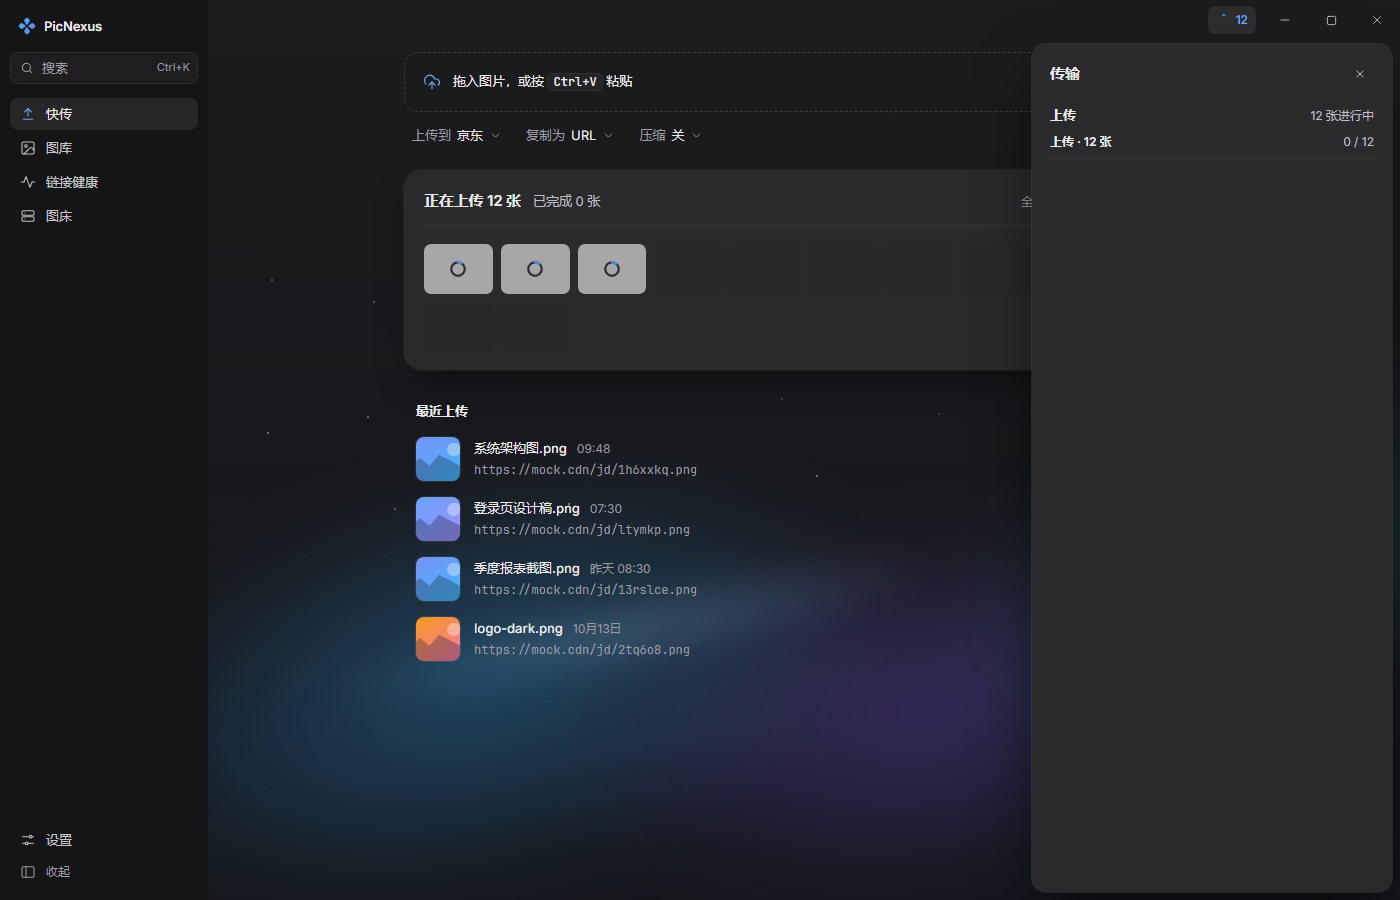 PicNexus
搜索 Ctrl+K
快传
图库
链接健康
图床
设置
收起
12
拖入图片，或按 Ctrl+V 粘贴
上传到 京东 复制为 URL 压缩 关
正在上传 12 张 已完成 0 张 全
最近上传
系统架构图.png 09:48
https://mock.cdn/jd/1h6xxkq.png
登录页设计稿.png 07:30
https://mock.cdn/jd/ltymkp.png
季度报表截图.png 昨天 08:30
https://mock.cdn/jd/13rslce.png
logo-dark.png 10月13日
https://mock.cdn/jd/2tq6o8.png
传输
上传 12 张进行中
上传 · 12 张 0 / 12